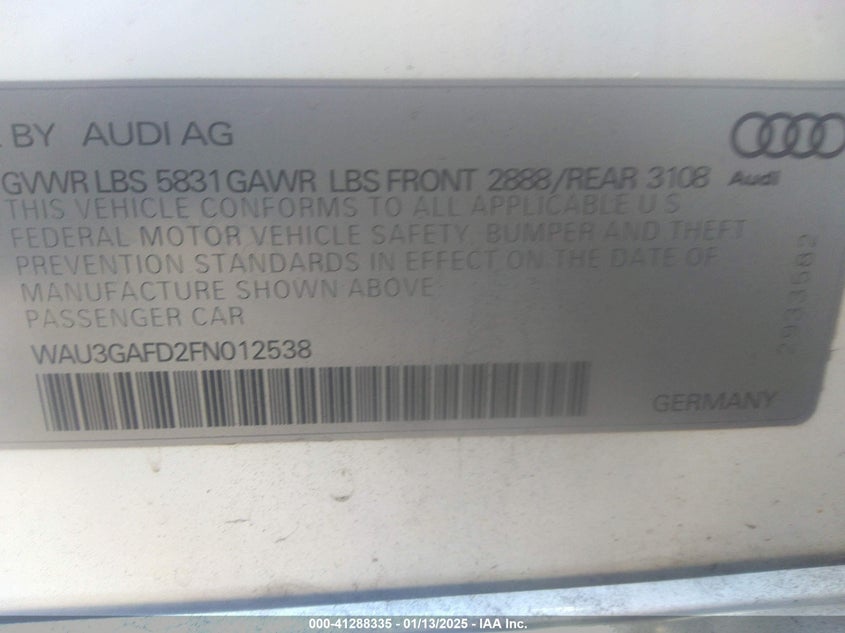 BY AUDI AG
GVWR LBS 5831 GAWR LBS FRONT 2888/REAR 3108
Audi
THIS VEHICLE CONFORMS TO ALL APPLICABLE U S
FEDERAL MOTOR VEHICLE SAFETY, BUMPER AND THEFT
PREVENTION STANDARDS IN EFFECT ON THE DATE OF
MANUFACTURE SHOWN ABOVE
PASSENGER CAR
WAU3GAFD2FN012538
GERMANY
2933582
000-41288335 - 01/13/2025 - IAA Inc.